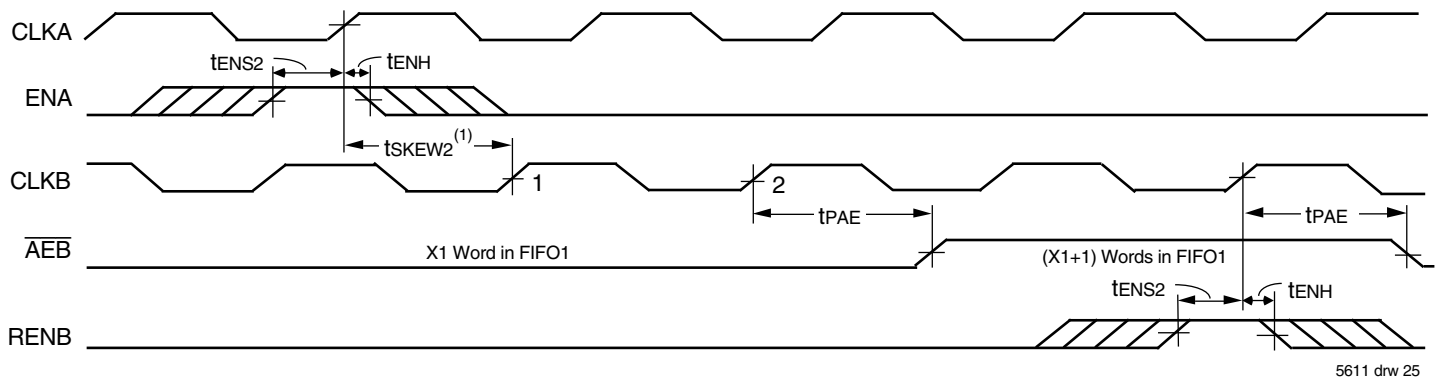 CLKA
tENS2 tENH
ENA
tSKEW2(1)
CLKB 1 2
tPAE tPAE
AEB X1 Word in FIFO1 (X1+1) Words in FIFO1
tENS2 tENH
RENB
5611 drw 25